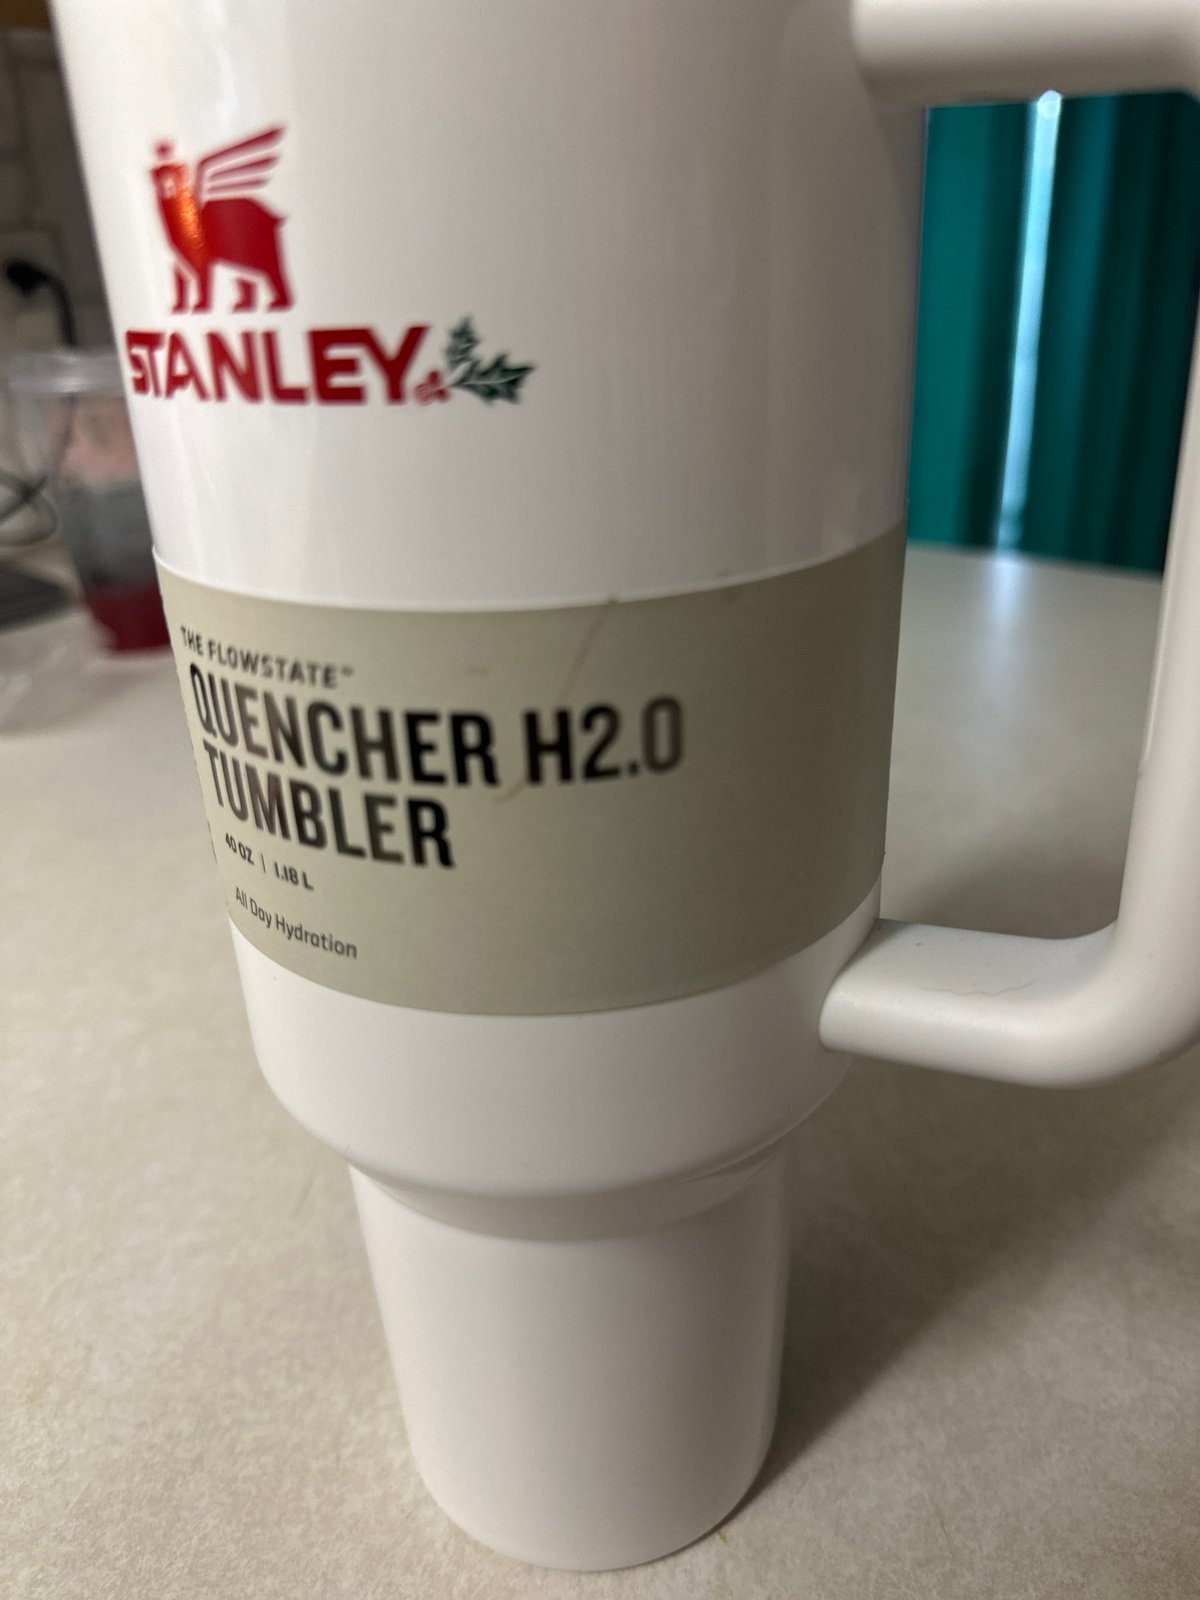 STANLEY
THE FLOWSTATE™
QUENCHER H2.0
TUMBLER
40 OZ | 1.18 L
All Day Hydration